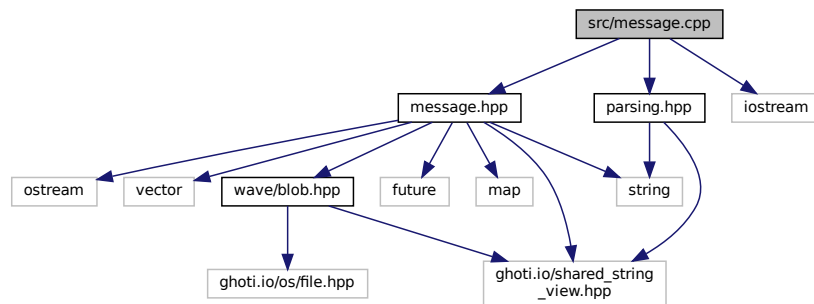 src/message.cpp
message.hpp
parsing.hpp
iostream
ostream
vector
wave/blob.hpp
future
map
string
ghoti.io/os/file.hpp
ghoti.io/shared_string
_view.hpp